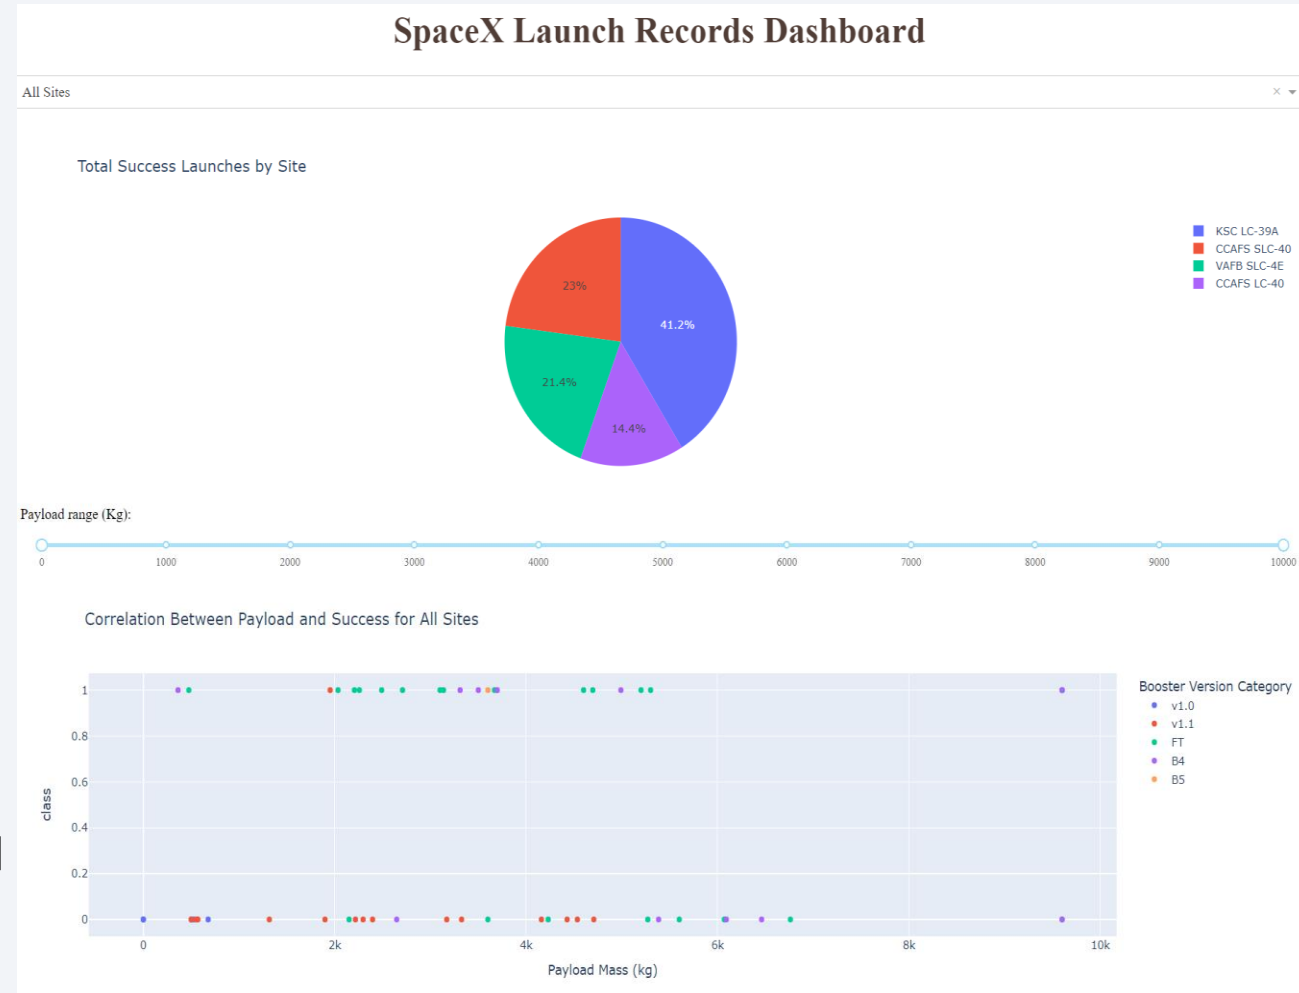 SpaceX Launch Records Dashboard
All Sites
×
Total Success Launches by Site
KSC LC-39A
CCAFS SLC-40
VAFB SLC-4E
CCAFS LC-40
23%
41.2%
21.4%
14.4%
Payload range (Kg):
0 1000 2000 3000 4000 5000 6000 7000 8000 9000 10000
Correlation Between Payload and Success for All Sites
Booster Version Category
v1.0
v1.1
FT
B4
B5
1
0.8
0.6
0.4
0.2
0
class
0 2k 4k 6k 8k 10k
Payload Mass (kg)